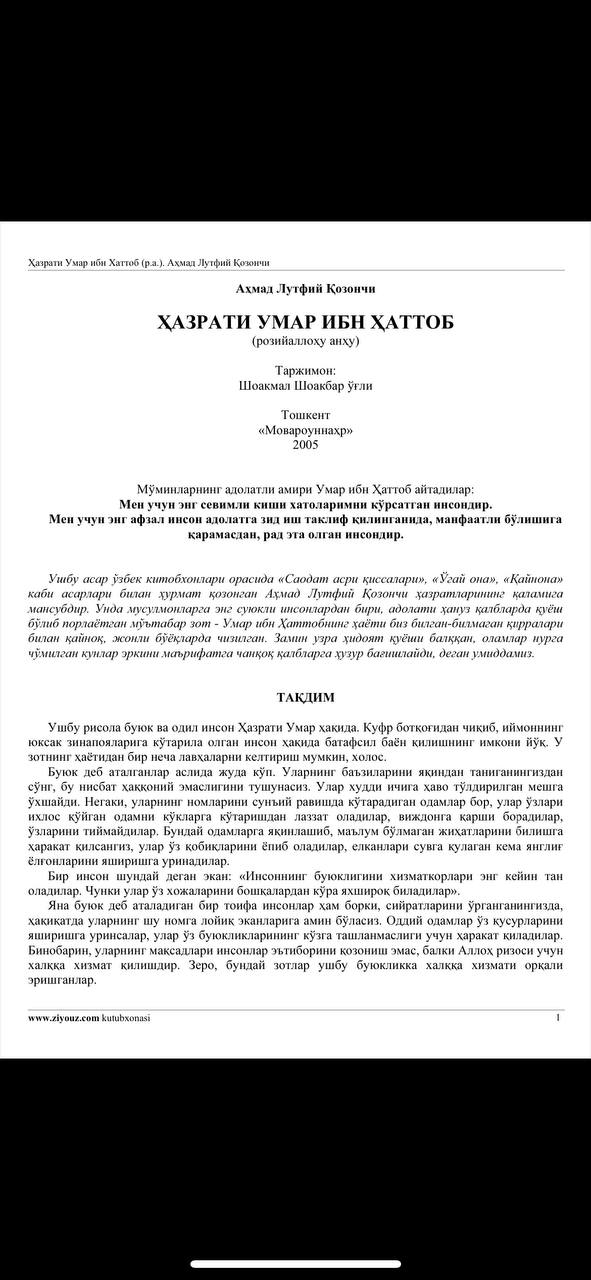 Ҳазрати Умар ибн Хаттоб (р.а.). Аҳмад Лутфий Қозончи
Аҳмад Лутфий Қозончи
ҲАЗРАТИ УМАР ИБН ҲАТТОБ
(розийаллоҳу анҳу)
Таржимон:
Шоакмал Шоакбар ўғли
Тошкент
«Мовароуннаҳр»
2005
Мўминларнинг адолатли амири Умар ибн Ҳаттоб айтадилар:
Мен учун энг севимли киши хатоларимни кўрсатган инсондир.
Мен учун энг афзал инсон адолатга зид иш таклиф қилинганида, манфаатли бўлишига
қарамасдан, рад эта олган инсондир.
Ушбу асар ўзбек китобхонлари орасида «Саодат асри қиссалари», «Ўгай она», «Қайнона»
каби асарлари билан ҳурмат қозонган Аҳмад Лутфий Қозончи ҳазратларининг қаламига
мансубдир. Унда мусулмонларга энг суюкли инсонлардан бири, адолати ҳануз қалбларда қуёш
бўлиб порлаётган мўътабар зот - Умар ибн Ҳаттобнинг ҳаёти биз билган-билмаган қирралари
билан қайноқ, жонли бўёқларда чизилган. Замин узра ҳидоят қуёши балққан, оламлар нурга
чўмилган кунлар эркини маърифатга чанқоқ қалбларга ҳузур бағишлайди, деган умиддамиз.
ТАҚДИМ
Ушбу рисола буюк ва одил инсон Ҳазрати Умар ҳақида. Куфр ботқоғидан чиқиб, иймоннинг
юксак зинапояларига кўтарила олган инсон ҳақида батафсил баён қилишнинг имкони йўқ. У
зотнинг ҳаётидан бир неча лавҳаларни келтириш мумкин, холос.
Буюк деб аталганлар аслида жуда кўп. Уларнинг баъзиларини яқиндан таниганингиздан
сўнг, бу нисбат ҳаққоний эмаслигини тушунасиз. Улар худди ичига ҳаво тўлдирилган мешга
ўхшайди. Негаки, уларнинг номларини сунъий равишда кўтарадиган одамлар бор, улар ўзлари
ихлос қўйган одамни кўкларга кўтаришдан лаззат оладилар, виждонга қарши борадилар,
ўзларини тиймайдилар. Бундай одамларга яқинлашиб, маълум бўлмаган жиҳатларини билишга
ҳаракат қилсангиз, улар ўз қобиқларини ёпиб оладилар, елканлари сувга қулаган кема янглиғ
ёлғонларини яширишга уринадилар.
Бир инсон шундай деган экан: «Инсоннинг буюклигини хизматкорлари энг кейин тан
оладилар. Чунки улар ўз хожаларини бошқалардан кўра яхшироқ биладилар».
Яна буюк деб аталадиган бир тоифа инсонлар ҳам борки, сийратларини ўрганганингизда,
ҳақиқатда уларнинг шу номга лойиқ эканларига амин бўласиз. Оддий одамлар ўз қусурларини
яширишга уринсалар, улар ўз буюкликларининг кўзга ташланмаслиги учун ҳаракат қиладилар.
Бинобарин, уларнинг мақсадлари инсонлар эътиборини қозониш эмас, балки Аллоҳ ризоси учун
халққа хизмат қилишдир. Зеро, бундай зотлар ушбу буюкликка халққа хизмати орқали
эришганлар.
www.ziyouz.com kutubxonasi
1